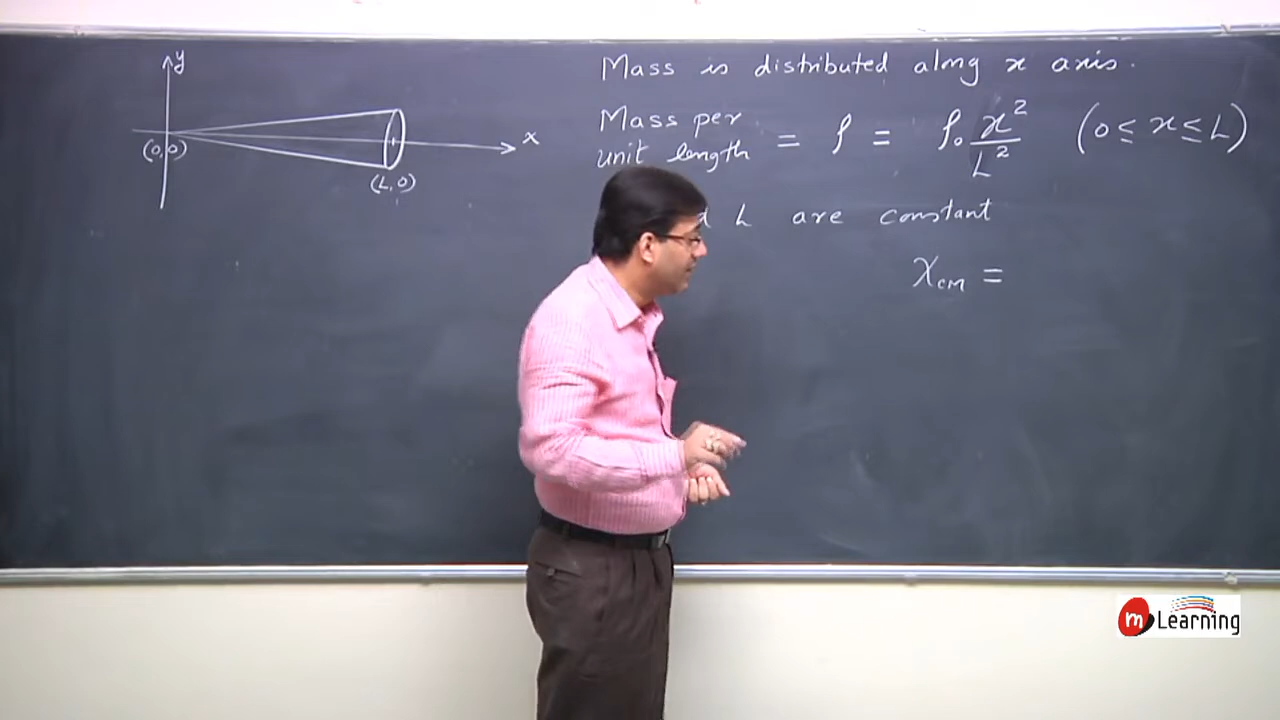 y
x
(0,0)
(L,0)
Mass is distributed along x axis.
Mass per unit length = ρ = ρ₀ x²/L² (0 ≤ x ≤ L)
L are constant
X_CM =
m Learning